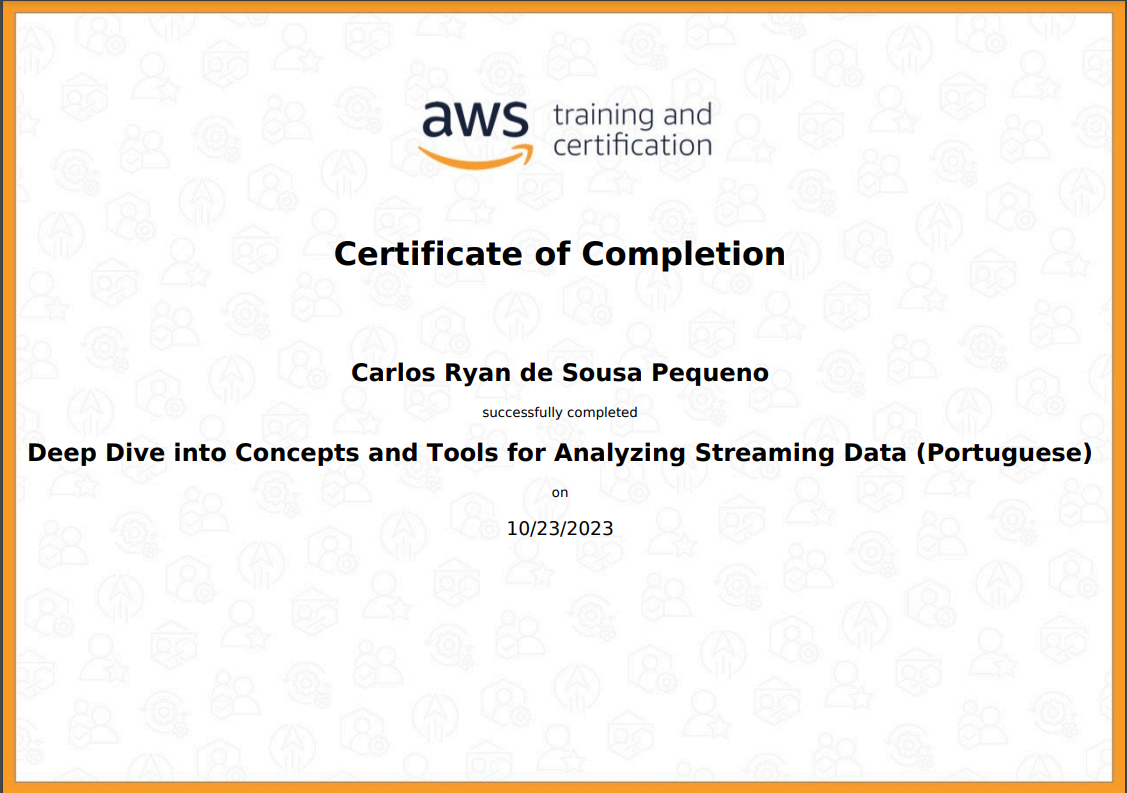 aws training and
certification
Certificate of Completion
Carlos Ryan de Sousa Pequeno
successfully completed
Deep Dive into Concepts and Tools for Analyzing Streaming Data (Portuguese)
on
10/23/2023